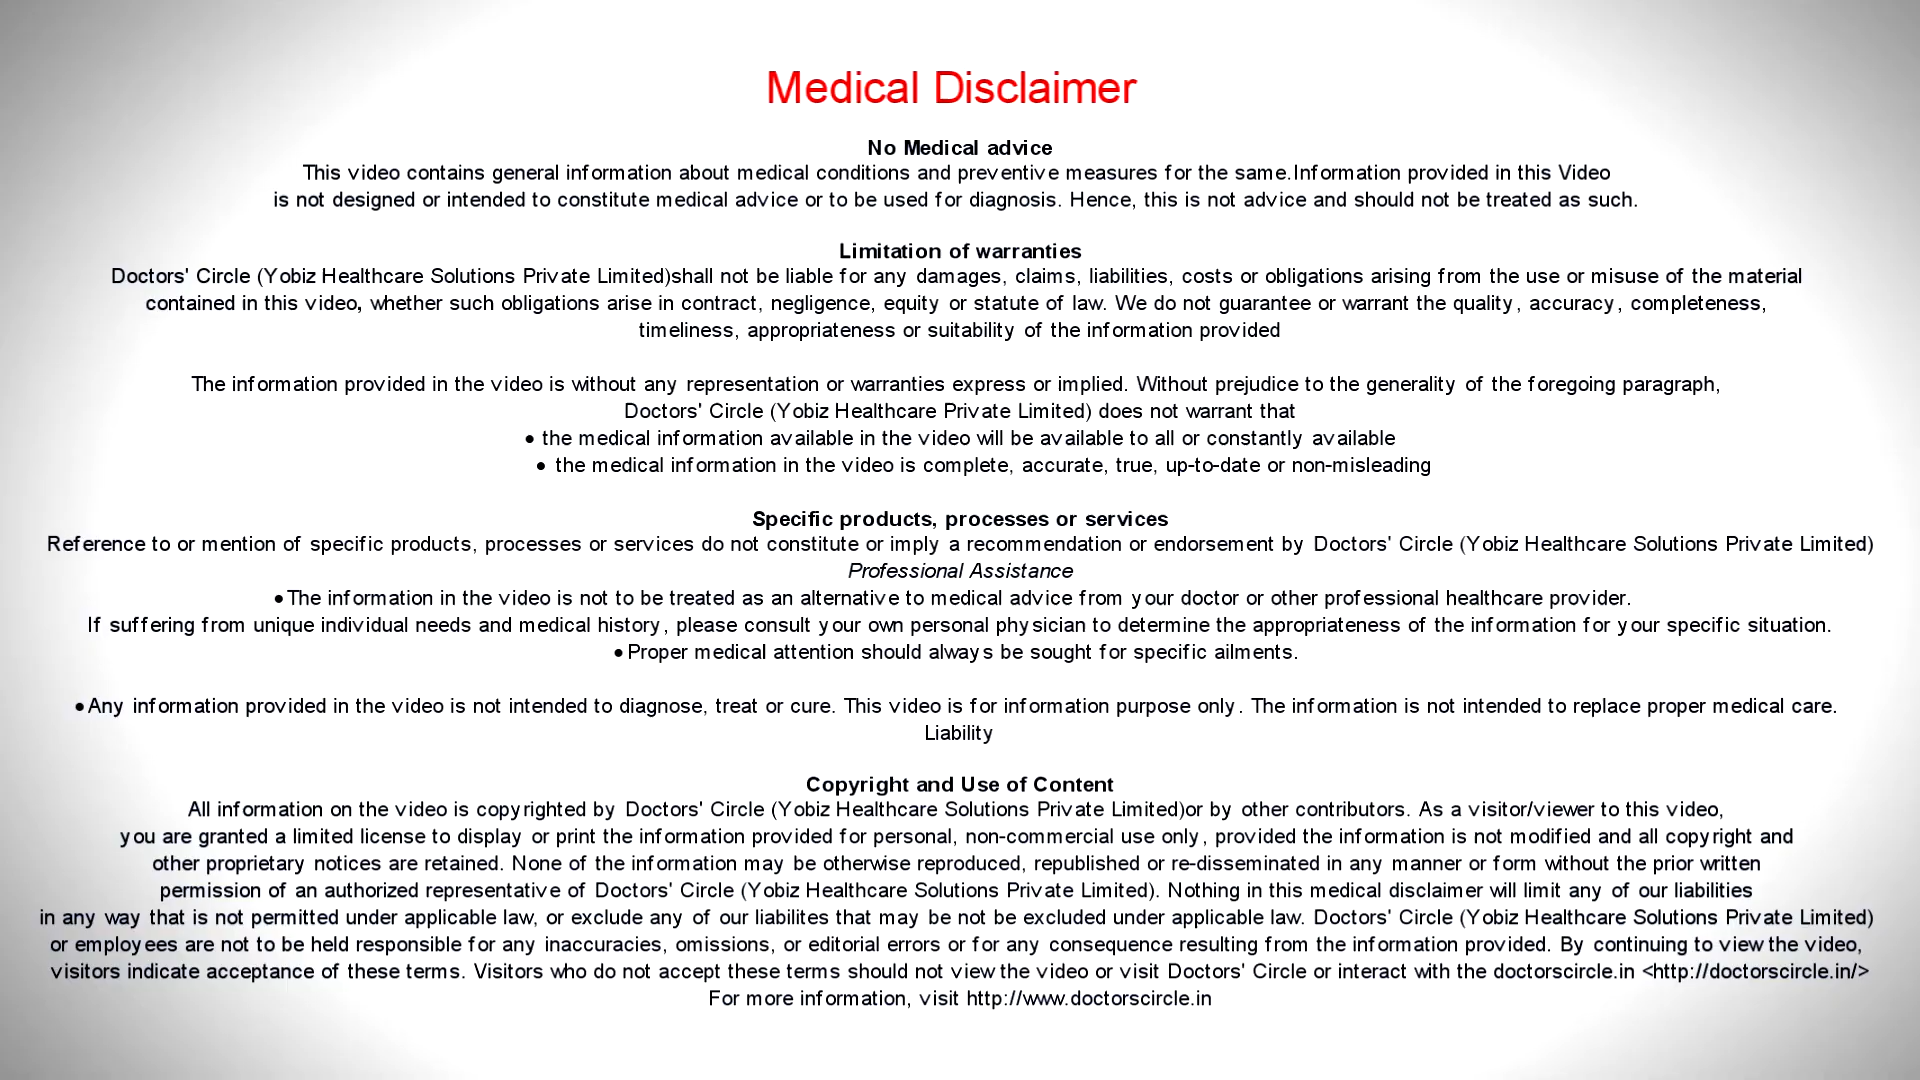 Medical Disclaimer
No Medical advice
This video contains general information about medical conditions and preventive measures for the same.Information provided in this Video
is not designed or intended to constitute medical advice or to be used for diagnosis. Hence, this is not advice and should not be treated as such.
Limitation of warranties
Doctors' Circle (Yobiz Healthcare Solutions Private Limited)shall not be liable for any damages, claims, liabilities, costs or obligations arising from the use or misuse of the material
contained in this video, whether such obligations arise in contract, negligence, equity or statute of law. We do not guarantee or warrant the quality, accuracy, completeness,
timeliness, appropriateness or suitability of the information provided
The information provided in the video is without any representation or warranties express or implied. Without prejudice to the generality of the foregoing paragraph,
Doctors' Circle (Yobiz Healthcare Private Limited) does not warrant that
• the medical information available in the video will be available to all or constantly available
• the medical information in the video is complete, accurate, true, up-to-date or non-misleading
Specific products, processes or services
Reference to or mention of specific products, processes or services do not constitute or imply a recommendation or endorsement by Doctors' Circle (Yobiz Healthcare Solutions Private Limited)
Professional Assistance
•The information in the video is not to be treated as an alternative to medical advice from your doctor or other professional healthcare provider.
If suffering from unique individual needs and medical history, please consult your own personal physician to determine the appropriateness of the information for your specific situation.
•Proper medical attention should always be sought for specific ailments.
•Any information provided in the video is not intended to diagnose, treat or cure. This video is for information purpose only. The information is not intended to replace proper medical care.
Liability
Copyright and Use of Content
All information on the video is copyrighted by Doctors' Circle (Yobiz Healthcare Solutions Private Limited)or by other contributors. As a visitor/viewer to this video,
you are granted a limited license to display or print the information provided for personal, non-commercial use only, provided the information is not modified and all copyright and
other proprietary notices are retained. None of the information may be otherwise reproduced, republished or re-disseminated in any manner or form without the prior written
permission of an authorized representative of Doctors' Circle (Yobiz Healthcare Solutions Private Limited). Nothing in this medical disclaimer will limit any of our liabilities
in any way that is not permitted under applicable law, or exclude any of our liabilites that may be not be excluded under applicable law. Doctors' Circle (Yobiz Healthcare Solutions Private Limited)
or employees are not to be held responsible for any inaccuracies, omissions, or editorial errors or for any consequence resulting from the information provided. By continuing to view the video,
visitors indicate acceptance of these terms. Visitors who do not accept these terms should not view the video or visit Doctors' Circle or interact with the doctorscircle.in <http://doctorscircle.in/>
For more information, visit http://www.doctorscircle.in